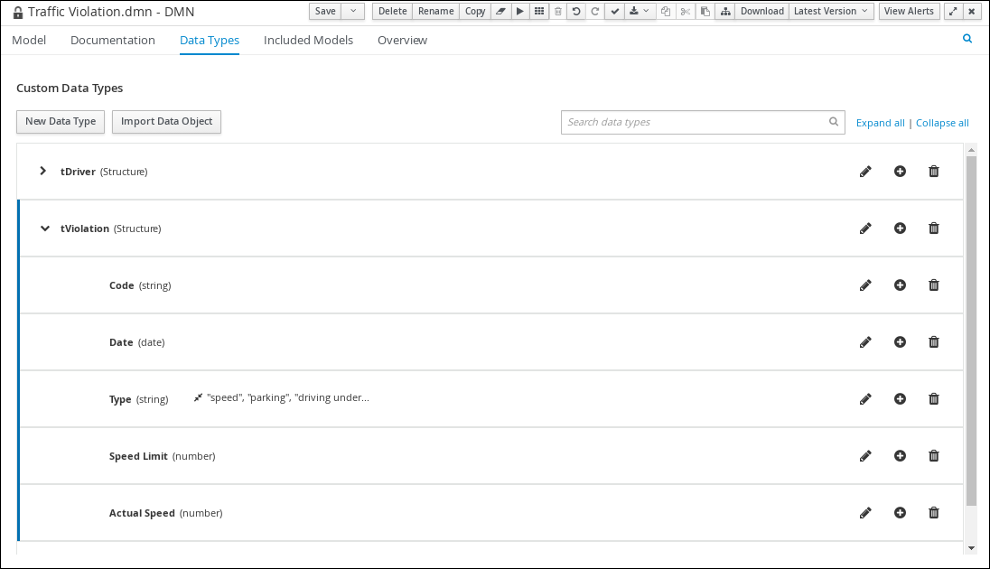 Traffic Violation.dmn - DMN
Save Delete Rename Copy Download Latest Version View Alerts
Model Documentation Data Types Included Models Overview
Custom Data Types
New Data Type Import Data Object Search data types Expand all | Collapse all
tDriver (Structure)
tViolation (Structure)
Code (string)
Date (date)
Type (string) "speed", "parking", "driving under...
Speed Limit (number)
Actual Speed (number)